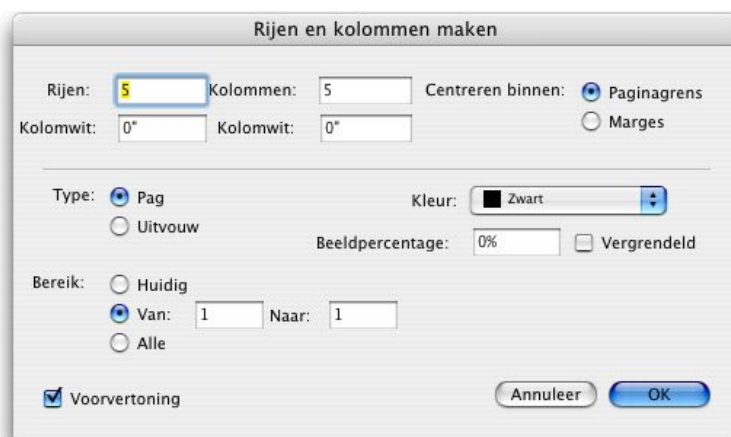 Rijen en kolommen maken
Rijen: 5 Kolommen: 5 Centreren binnen: Paginagrens
Kolomwit: 0" Kolomwit: 0" Marges
Type: Pag Kleur: Zwart
Uitvouw
Beeldpercentage: 0% Vergrendeld
Bereik: Huidig
Van: 1 Naar: 1
Alle
Voorvertoning Annuleer OK